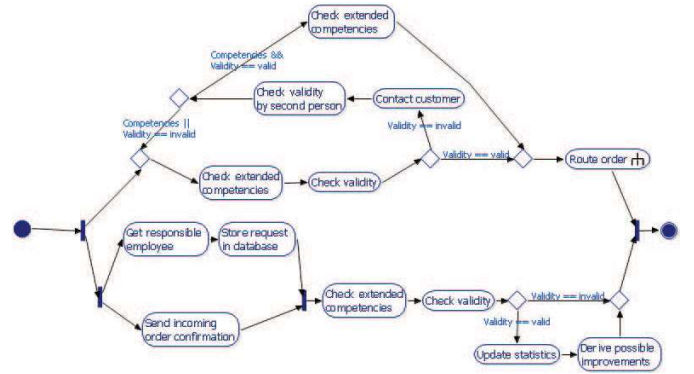 Check extended
competencies
Competencies &&
Validity == valid
Check validity
by second person
Contact customer
Competencies ||
Validity == invalid
Validity == invalid
Validity == valid
Route order
Check extended
competencies
Check validity
Get responsible
employee
Store request
in database
Check extended
competencies
Check validity
Validity == invalid
Validity == valid
Send incoming
order confirmation
Update statistics
Derive possible
improvements